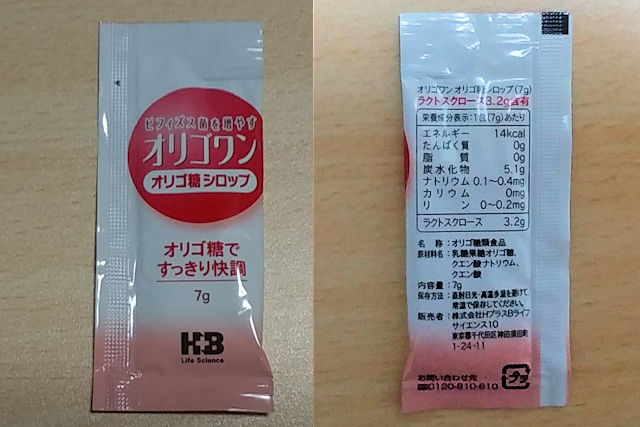 ビフィズス菌を増やす
オリゴワン
オリゴ糖シロップ
オリゴ糖で
すっきり快調
7g
H+B
Life Science
オリゴワン オリゴ糖シロップ(7g)
ラクトスクロース3.2g含有
栄養成分表示:1包(7g)あたり
エネルギー 14kcal
たんぱく質 0g
脂質 0g
炭水化物 5.1g
ナトリウム 0.1~0.4mg
カリウム 0mg
リン 0~0.2mg
ラクトスクロース 3.2g
名 称:オリゴ糖類食品
原材料名:乳糖果糖オリゴ糖、
クエン酸ナトリウム、
クエン酸
内容量:7g
保存方法:直射日光・高温多湿を避けて
常温で保存してください。
販売者:株式会社HプラスBライフ
サイエンス10
東京都千代田区神田須田町
1-24-11
お問い合わせ先
0120-810-610
プラ